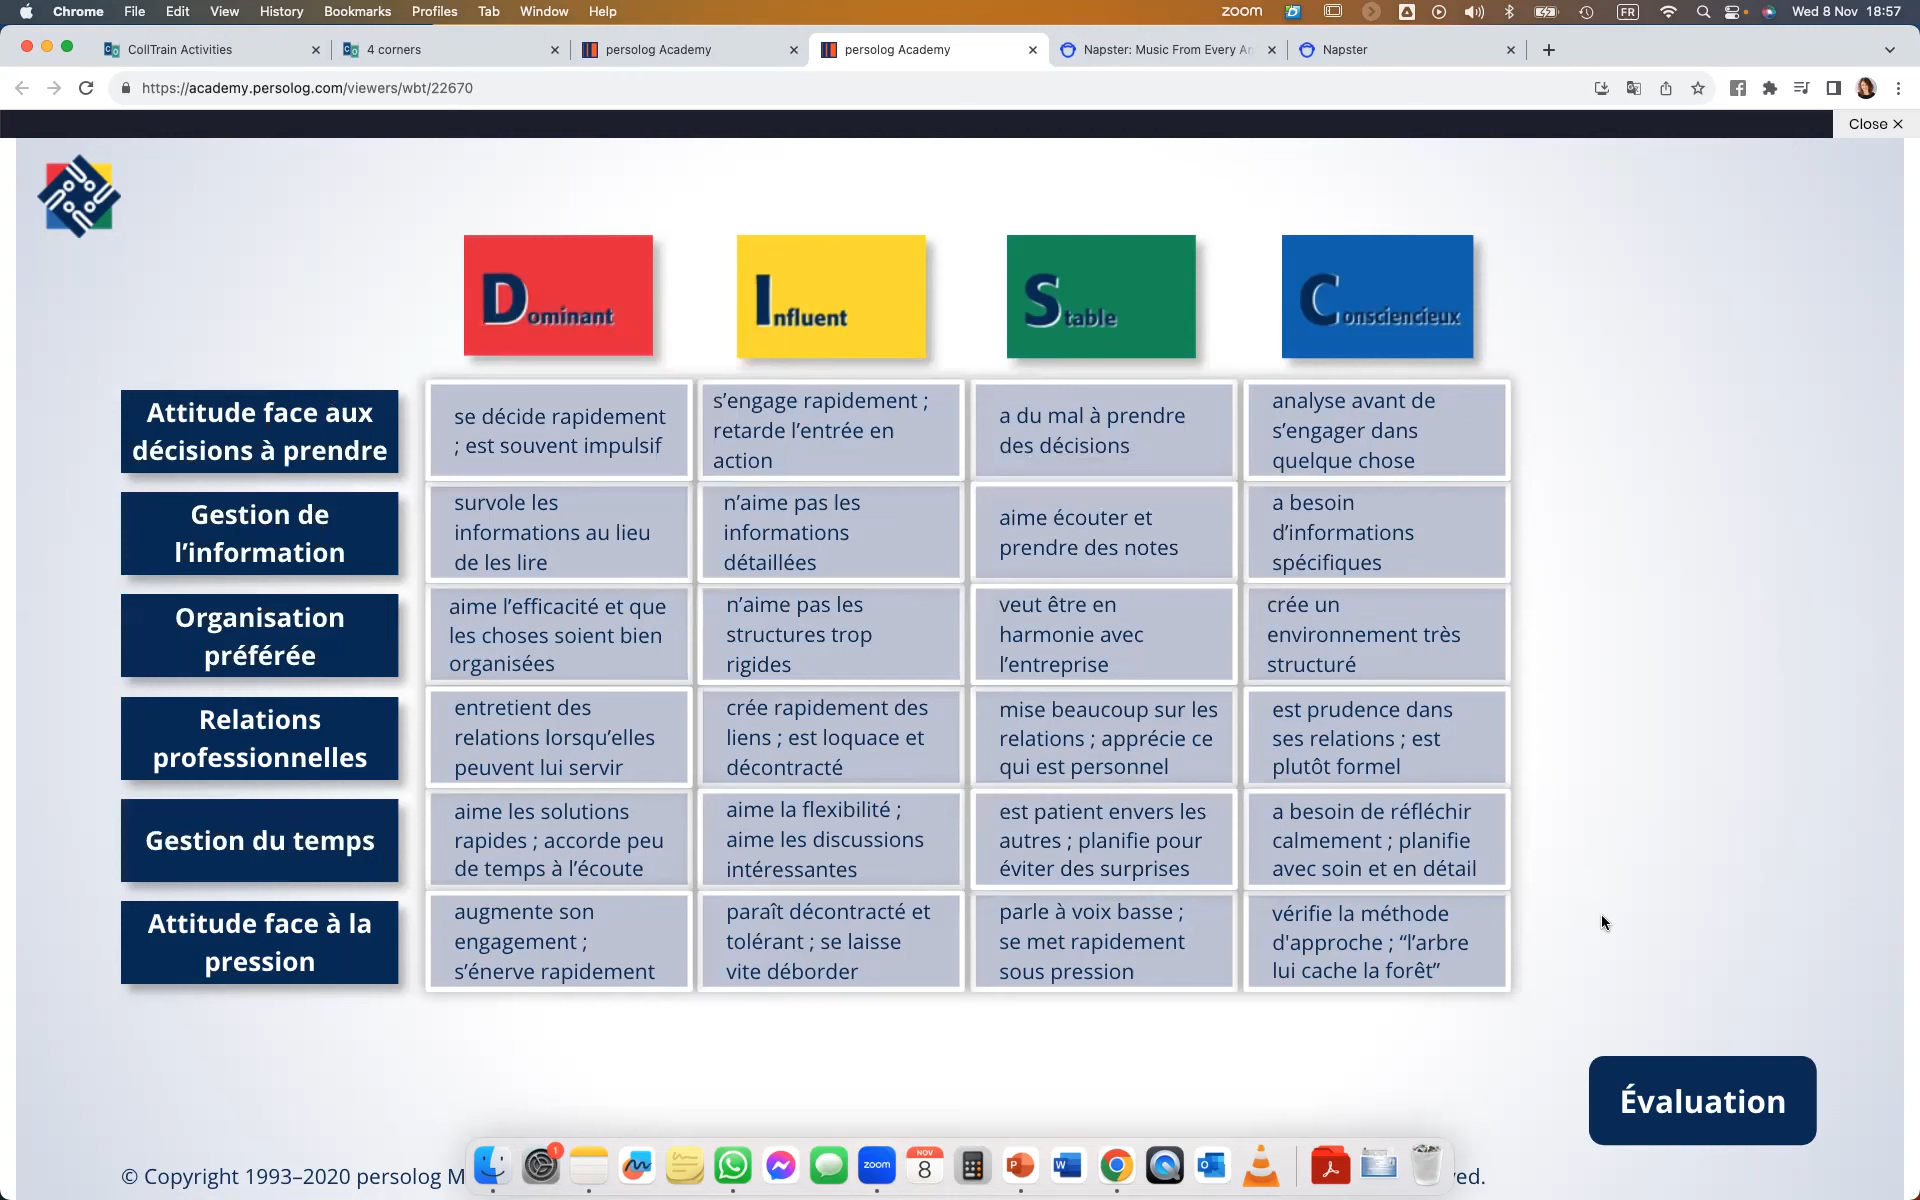 Chrome File Edit View History Bookmarks Profiles Tab Window Help zoom FR Wed 8 Nov 18:57
CollTrain Activities 4 corners persolog Academy persolog Academy Napster: Music From Every An Napster
https://academy.persolog.com/viewers/wbt/22670
Close ×
Dominant Influent Stable Consciencieux
Attitude face aux
décisions à prendre
se décide rapidement
; est souvent impulsif
s’engage rapidement ;
retarde l’entrée en
action
a du mal à prendre
des décisions
analyse avant de
s’engager dans
quelque chose
Gestion de
l’information
survole les
informations au lieu
de les lire
n’aime pas les
informations
détaillées
aime écouter et
prendre des notes
a besoin
d’informations
spécifiques
Organisation
préférée
aime l’efficacité et que
les choses soient bien
organisées
n’aime pas les
structures trop
rigides
veut être en
harmonie avec
l’entreprise
crée un
environnement très
structuré
Relations
professionnelles
entretient des
relations lorsqu’elles
peuvent lui servir
crée rapidement des
liens ; est loquace et
décontracté
mise beaucoup sur les
relations ; apprécie ce
qui est personnel
est prudence dans
ses relations ; est
plutôt formel
Gestion du temps
aime les solutions
rapides ; accorde peu
de temps à l’écoute
aime la flexibilité ;
aime les discussions
intéressantes
est patient envers les
autres ; planifie pour
éviter des surprises
a besoin de réfléchir
calmement ; planifie
avec soin et en détail
Attitude face à la
pression
augmente son
engagement ;
s’énerve rapidement
paraît décontracté et
tolérant ; se laisse
vite déborder
parle à voix basse ;
se met rapidement
sous pression
vérifie la méthode
d'approche ; “l’arbre
lui cache la forêt”
Évaluation
1 zoom NOV 8
© Copyright 1993–2020 persolog M